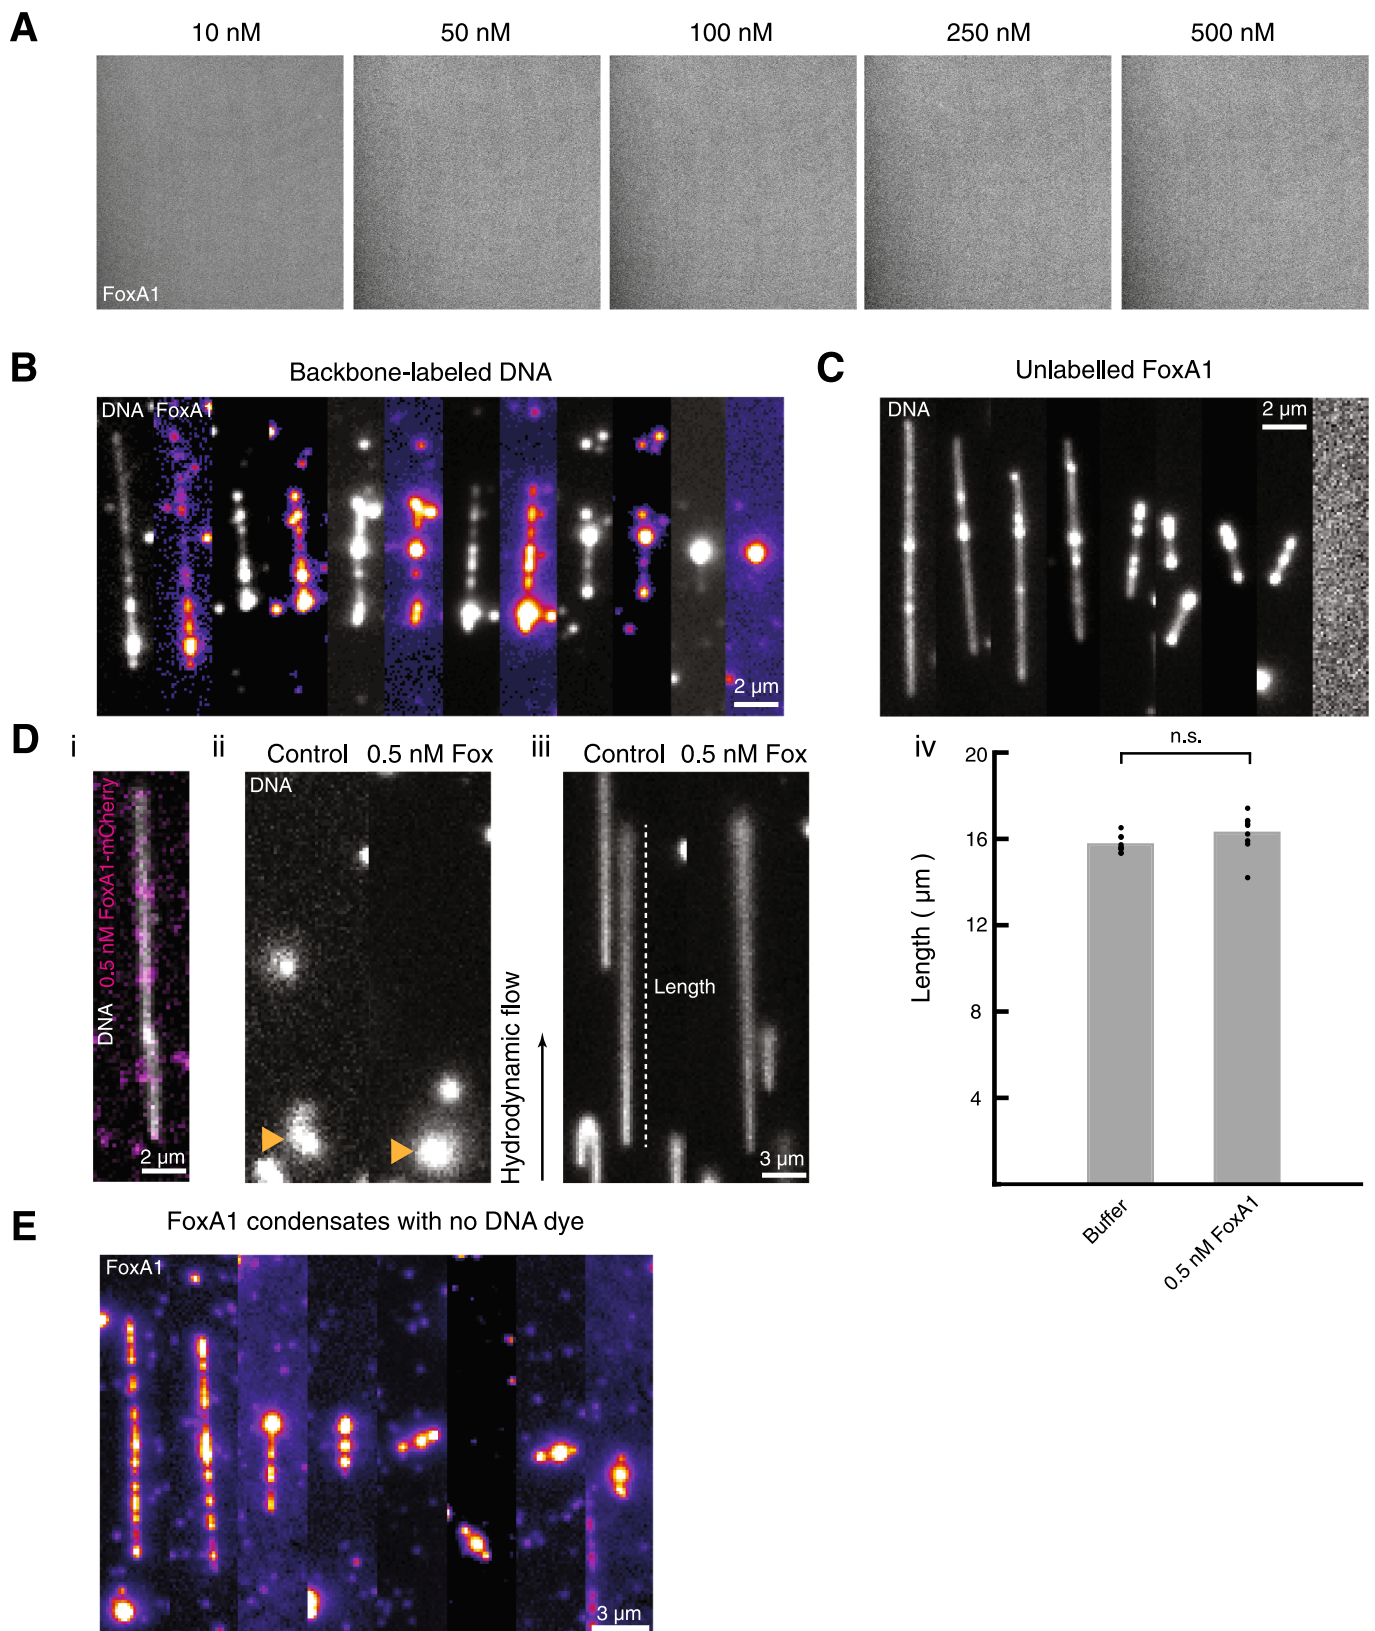 A
10 nM
50 nM
100 nM
250 nM
500 nM
FoxA1
B
Backbone-labeled DNA
DNA
FoxA1
2 µm
C
Unlabelled FoxA1
DNA
2 µm
D
i
DNA 0.5 nM FoxA1-mCherry
2 µm
ii
Control
0.5 nM Fox
DNA
Hydrodynamic flow
iii
Control
0.5 nM Fox
Length
3 µm
iv
n.s.
Length ( µm )
20
16
12
8
4
Buffer
0.5 nM FoxA1
E
FoxA1 condensates with no DNA dye
FoxA1
3 µm